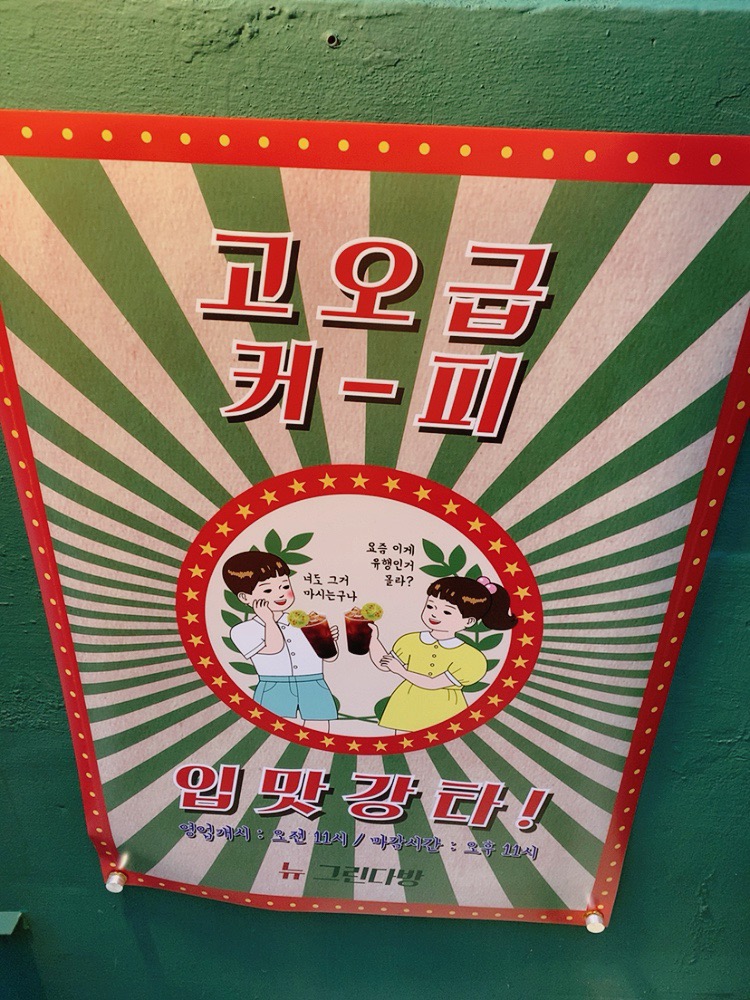 고오급
커-피
너도 그거
마시는구나
요즘 이게
유행인거
몰라?
입맛강타!
영업개시 : 오전 11시 / 마감시간 : 오후 11시
뉴 그린다방